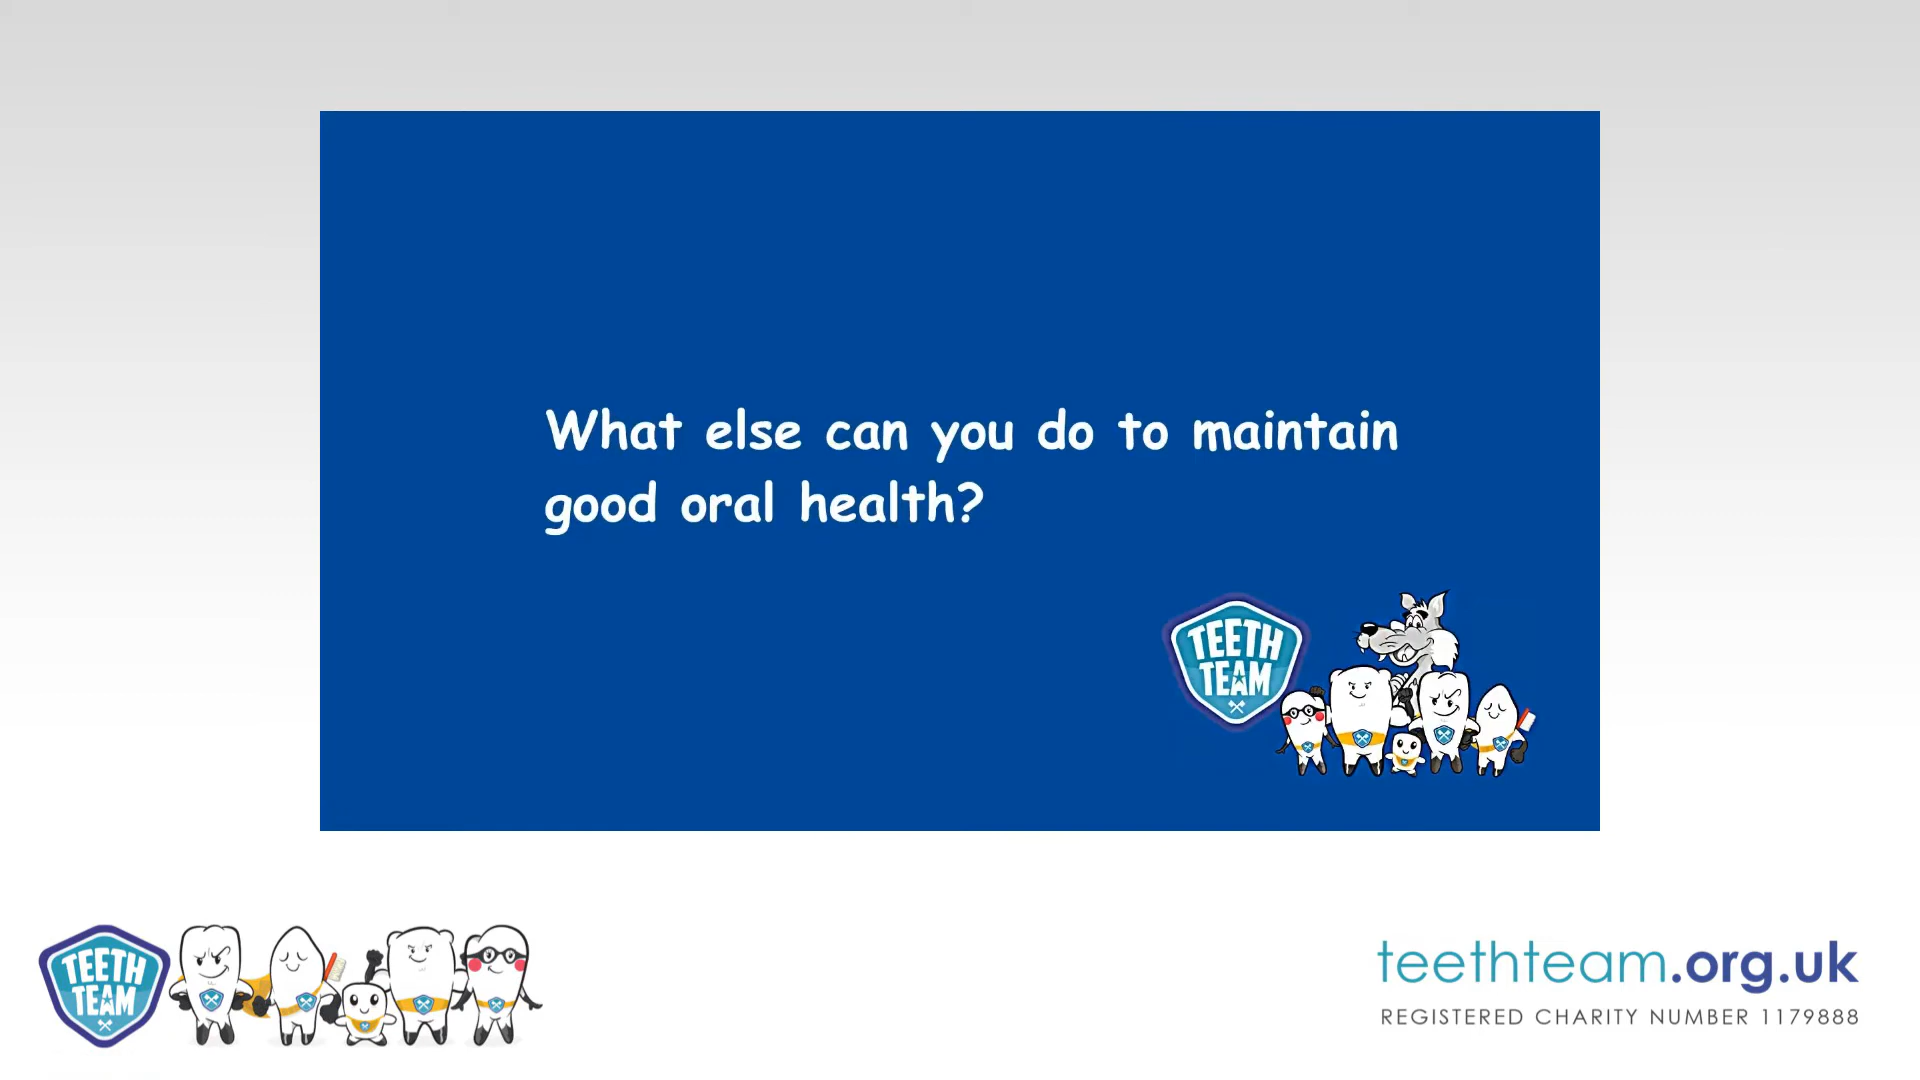 What else can you do to maintain
good oral health?
TEETH
TEAM
TEETH
TEAM
teethteam.org.uk
REGISTERED CHARITY NUMBER 1179888